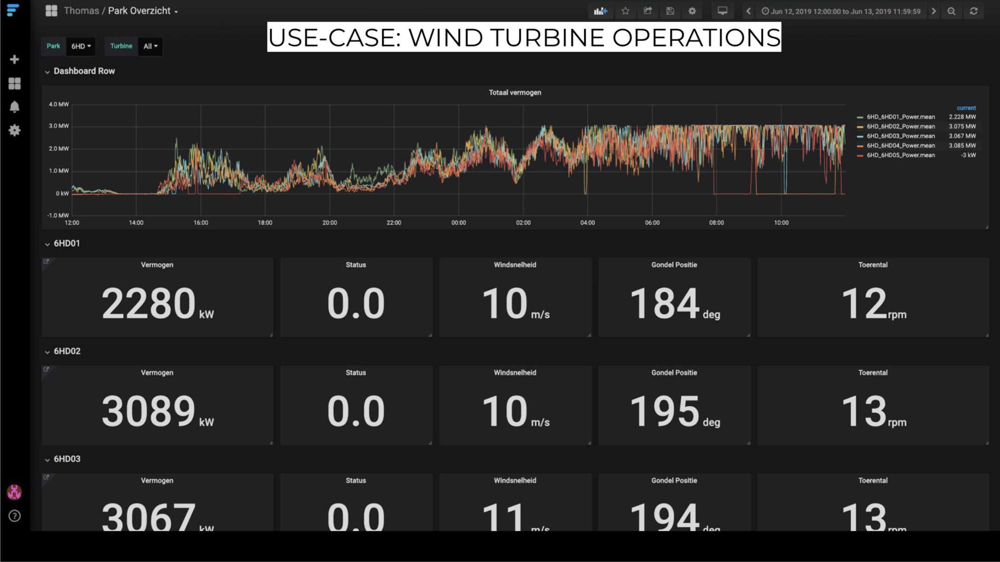 Thomas / Park Overzicht
Jun 12, 2019 12:00:00 to Jun 13, 2019 11:59:59
USE-CASE: WIND TURBINE OPERATIONS
Park 6HD Turbine All
Dashboard Row
Totaal vermogen
4.0 MW
3.0 MW
2.0 MW
1.0 MW
0 kW
-1.0 MW
12:00 14:00 16:00 18:00 20:00 22:00 00:00 02:00 04:00 06:00 08:00 10:00
current
6HD_6HD01_Power.mean 2.228 MW
6HD_6HD02_Power.mean 3.075 MW
6HD_6HD03_Power.mean 3.067 MW
6HD_6HD04_Power.mean 3.085 MW
6HD_6HD05_Power.mean -3 kW
6HD01
Vermogen Status Windsnelheid Gondel Positie Toerental
2280 kW 0.0 10 m/s 184 deg 12 rpm
6HD02
Vermogen Status Windsnelheid Gondel Positie Toerental
3089 kW 0.0 10 m/s 195 deg 13 rpm
6HD03
Vermogen Status Windsnelheid Gondel Positie Toerental
3067 kW 0.0 11 m/s 194 deg 13 rpm